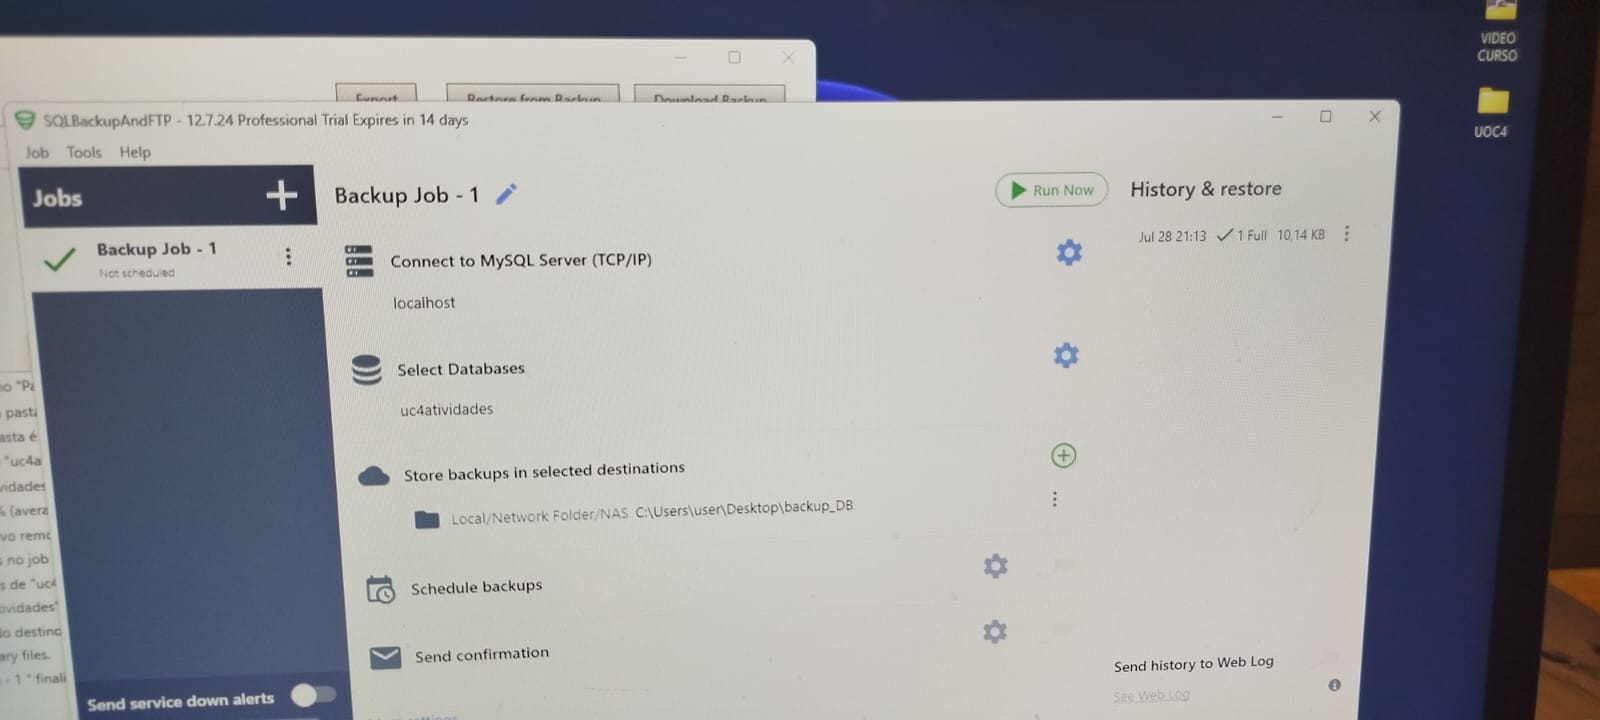 VIDEO
CURSO
UOC4
Export
Restore from Backup
Download Backup
SQLBackupAndFTP - 12.7.24 Professional Trial Expires in 14 days
Job Tools Help
Jobs
Backup Job - 1
Not scheduled
Backup Job - 1
Run Now
History & restore
Jul 28 21:13 1 Full 10,14 KB
Connect to MySQL Server (TCP/IP)
localhost
Select Databases
uc4atividades
Store backups in selected destinations
Local/Network Folder/NAS C:\Users\user\Desktop\backup_DB
Schedule backups
Send confirmation
Send history to Web Log
See Web Log
Send service down alerts
no "Pa
pasta
asta é
"uc4a
vidades
(avera
vo remo
no job
s de "uc4
tividades"
lo destino
ary files.
- 1 " finali